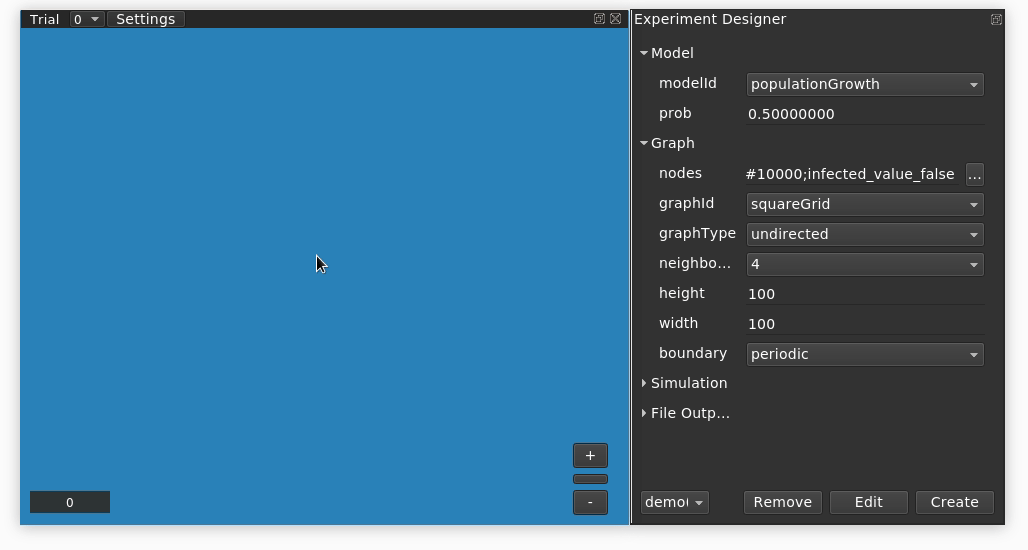 Trial 0 Settings
Experiment Designer
Model
modelId populationGrowth
prob 0.50000000
Graph
nodes #10000;infected_value_false ...
graphId squareGrid
graphType undirected
neighbo... 4
height 100
width 100
boundary periodic
Simulation
File Outp...
+
-
0
demo( Remove Edit Create